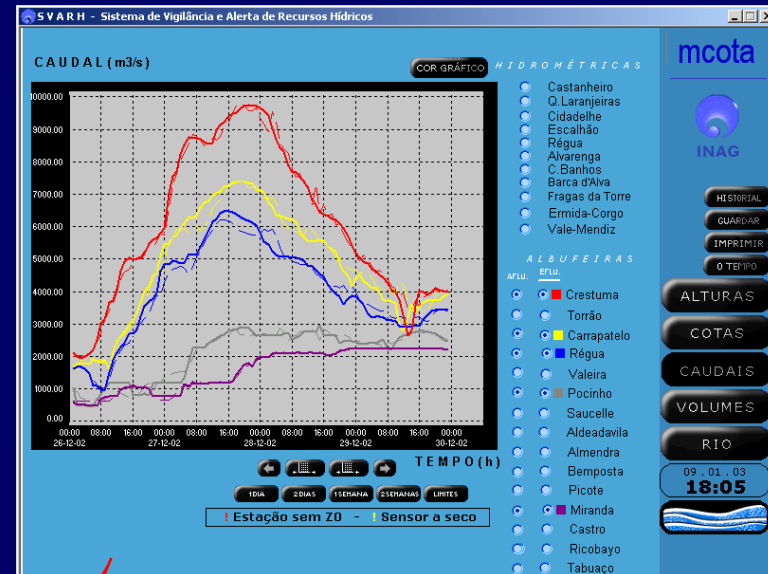 S V A R H - Sistema de Vigilância e Alerta de Recursos Hídricos
CAUDAL ( m3/s )
COR GRÁFICO
10000.00
9000.00
8000.00
7000.00
6000.00
5000.00
4000.00
3000.00
2000.00
1000.00
0.00
00:00 08:00 16:00 00:00 08:00 16:00 00:00 08:00 16:00 00:00 08:00 16:00 00:00
26-12-02 27-12-02 28-12-02 29-12-02 30-12-02
TEMPO(h)
1DIA 2DIAS 1SEMANA 2SEMANAS LIMITES
! Estação sem Z0 - ! Sensor a seco
HIDROMÉTRICAS
Castanheiro
Q.Laranjeiras
Cidadelhe
Escalhão
Régua
Alvarenga
C.Banhos
Barca d'Alva
Fragas da Torre
Ermida-Corgo
Vale-Mendiz
ALBUFEIRAS
AFLU. EFLU.
Crestuma
Torrão
Carrapatelo
Régua
Valeira
Pocinho
Saucelle
Aldeadavila
Almendra
Bemposta
Picote
Miranda
Castro
Ricobayo
Tabuaço
mcota
INAG
HISTORIAL
GUARDAR
IMPRIMIR
O TEMPO
ALTURAS
COTAS
CAUDAIS
VOLUMES
RIO
09 . 01 . 03
18:05